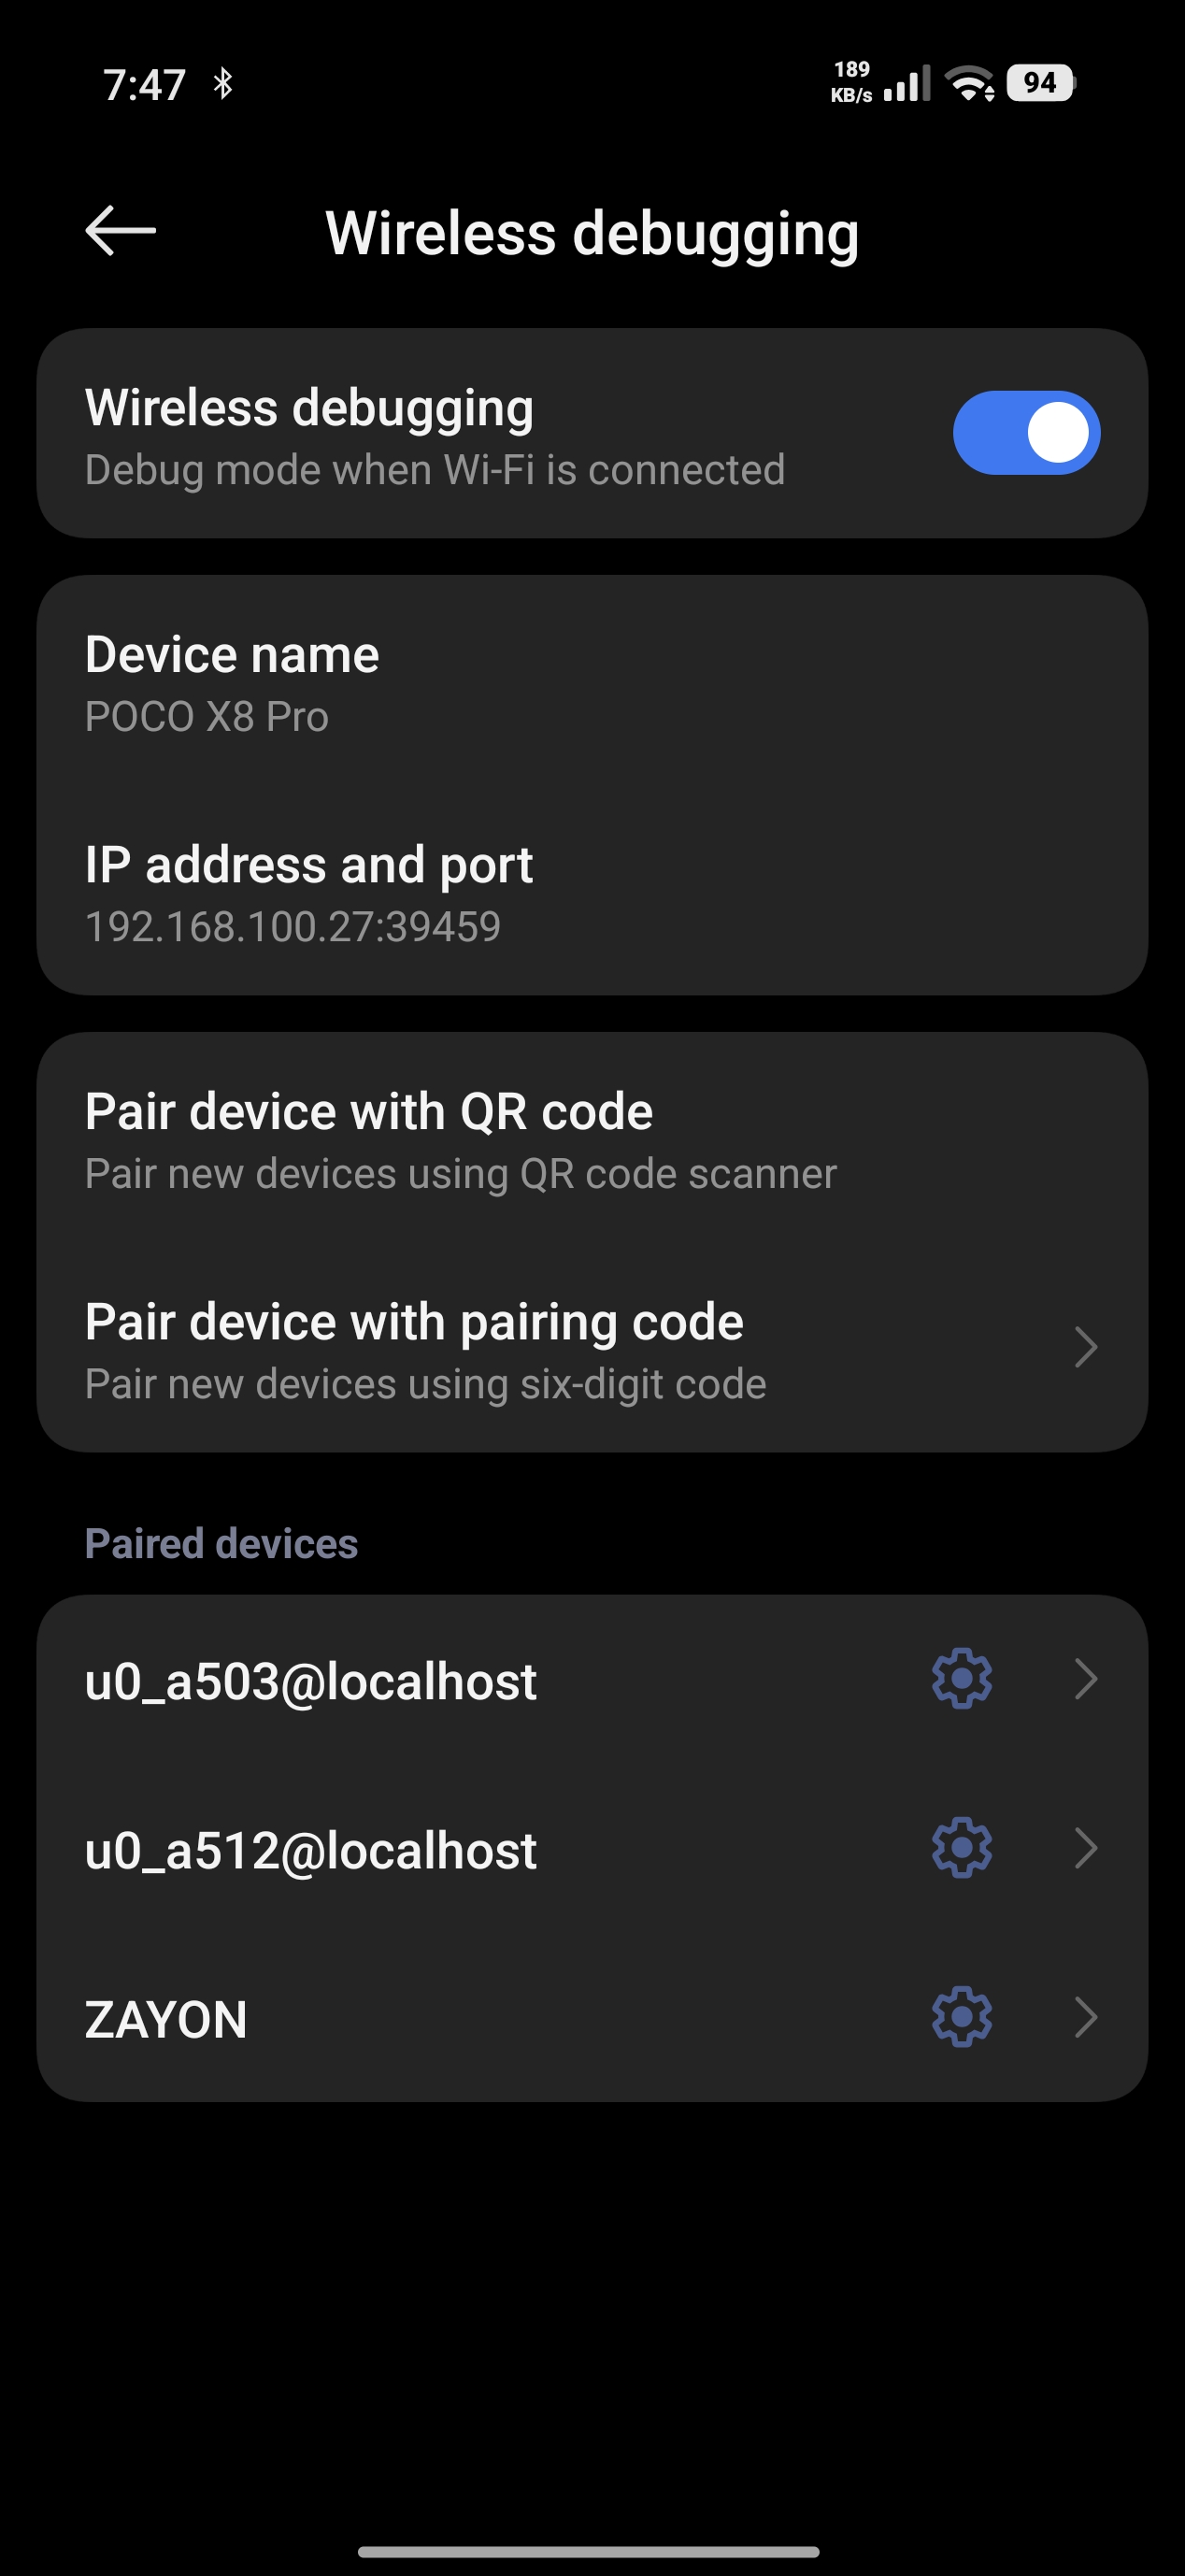 7:47
189
KB/s
94
Wireless debugging
Wireless debugging
Debug mode when Wi-Fi is connected
Device name
POCO X8 Pro
IP address and port
192.168.100.27:39459
Pair device with QR code
Pair new devices using QR code scanner
Pair device with pairing code
Pair new devices using six-digit code
Paired devices
u0_a503@localhost
u0_a512@localhost
ZAYON